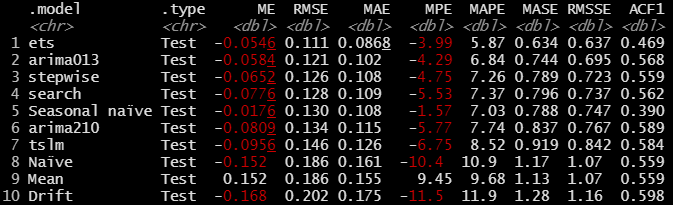 .model .type ME RMSE MAE MPE MAPE MASE RMSSE ACF1
<chr> <chr> <dbl> <dbl> <dbl> <dbl> <dbl> <dbl> <dbl> <dbl>
1 ets Test -0.0546 0.111 0.0868 -3.99 5.87 0.634 0.637 0.469
2 arima013 Test -0.0584 0.121 0.102 -4.29 6.84 0.744 0.695 0.568
3 stepwise Test -0.0652 0.126 0.108 -4.75 7.26 0.789 0.723 0.559
4 search Test -0.0776 0.128 0.109 -5.53 7.37 0.796 0.737 0.562
5 Seasonal naïve Test -0.0176 0.130 0.108 -1.57 7.03 0.788 0.747 0.390
6 arima210 Test -0.0809 0.134 0.115 -5.77 7.74 0.837 0.767 0.589
7 tslm Test -0.0956 0.146 0.126 -6.75 8.52 0.919 0.842 0.584
8 Naïve Test -0.152 0.186 0.161 -10.4 10.9 1.17 1.07 0.559
9 Mean Test 0.152 0.186 0.155 9.45 9.68 1.13 1.07 0.559
10 Drift Test -0.168 0.202 0.175 -11.5 11.9 1.28 1.16 0.598